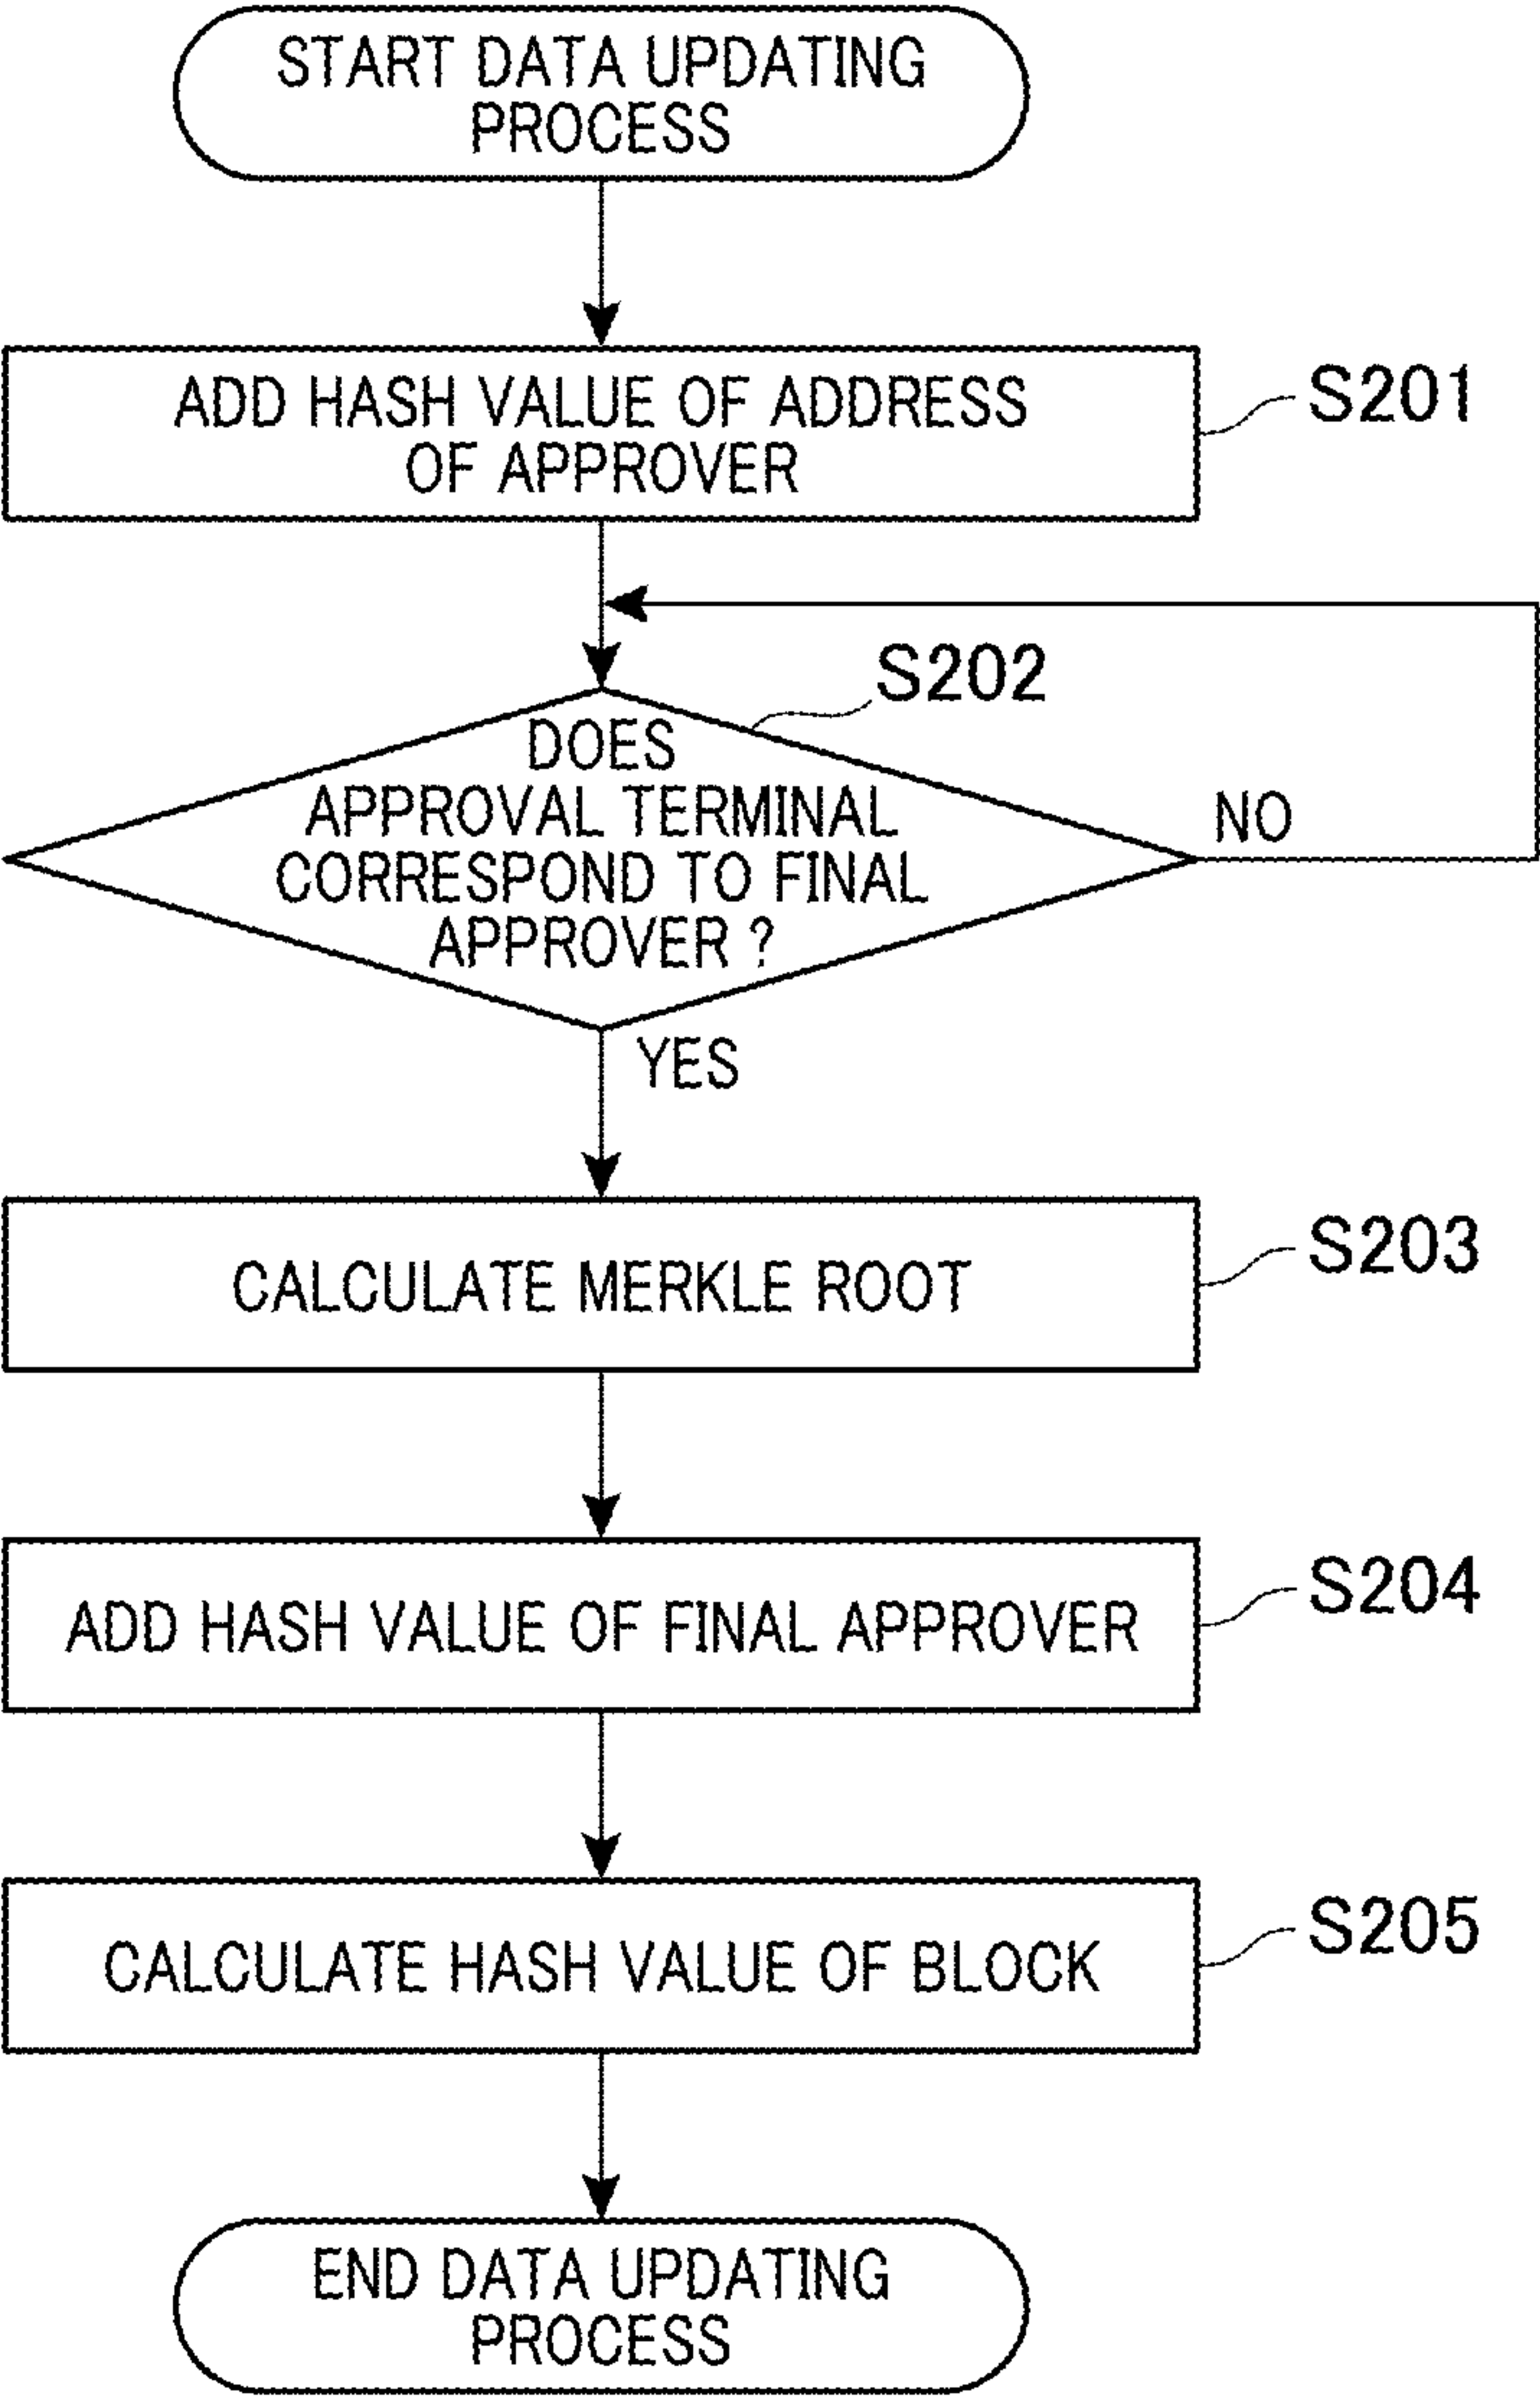 START DATA UPDATING
PROCESS
ADD HASH VALUE OF ADDRESS
OF APPROVER
S201
S202
DOES
APPROVAL TERMINAL
CORRESPOND TO FINAL
APPROVER ?
NO
YES
CALCULATE MERKLE ROOT
S203
ADD HASH VALUE OF FINAL APPROVER
S204
CALCULATE HASH VALUE OF BLOCK
S205
END DATA UPDATING
PROCESS